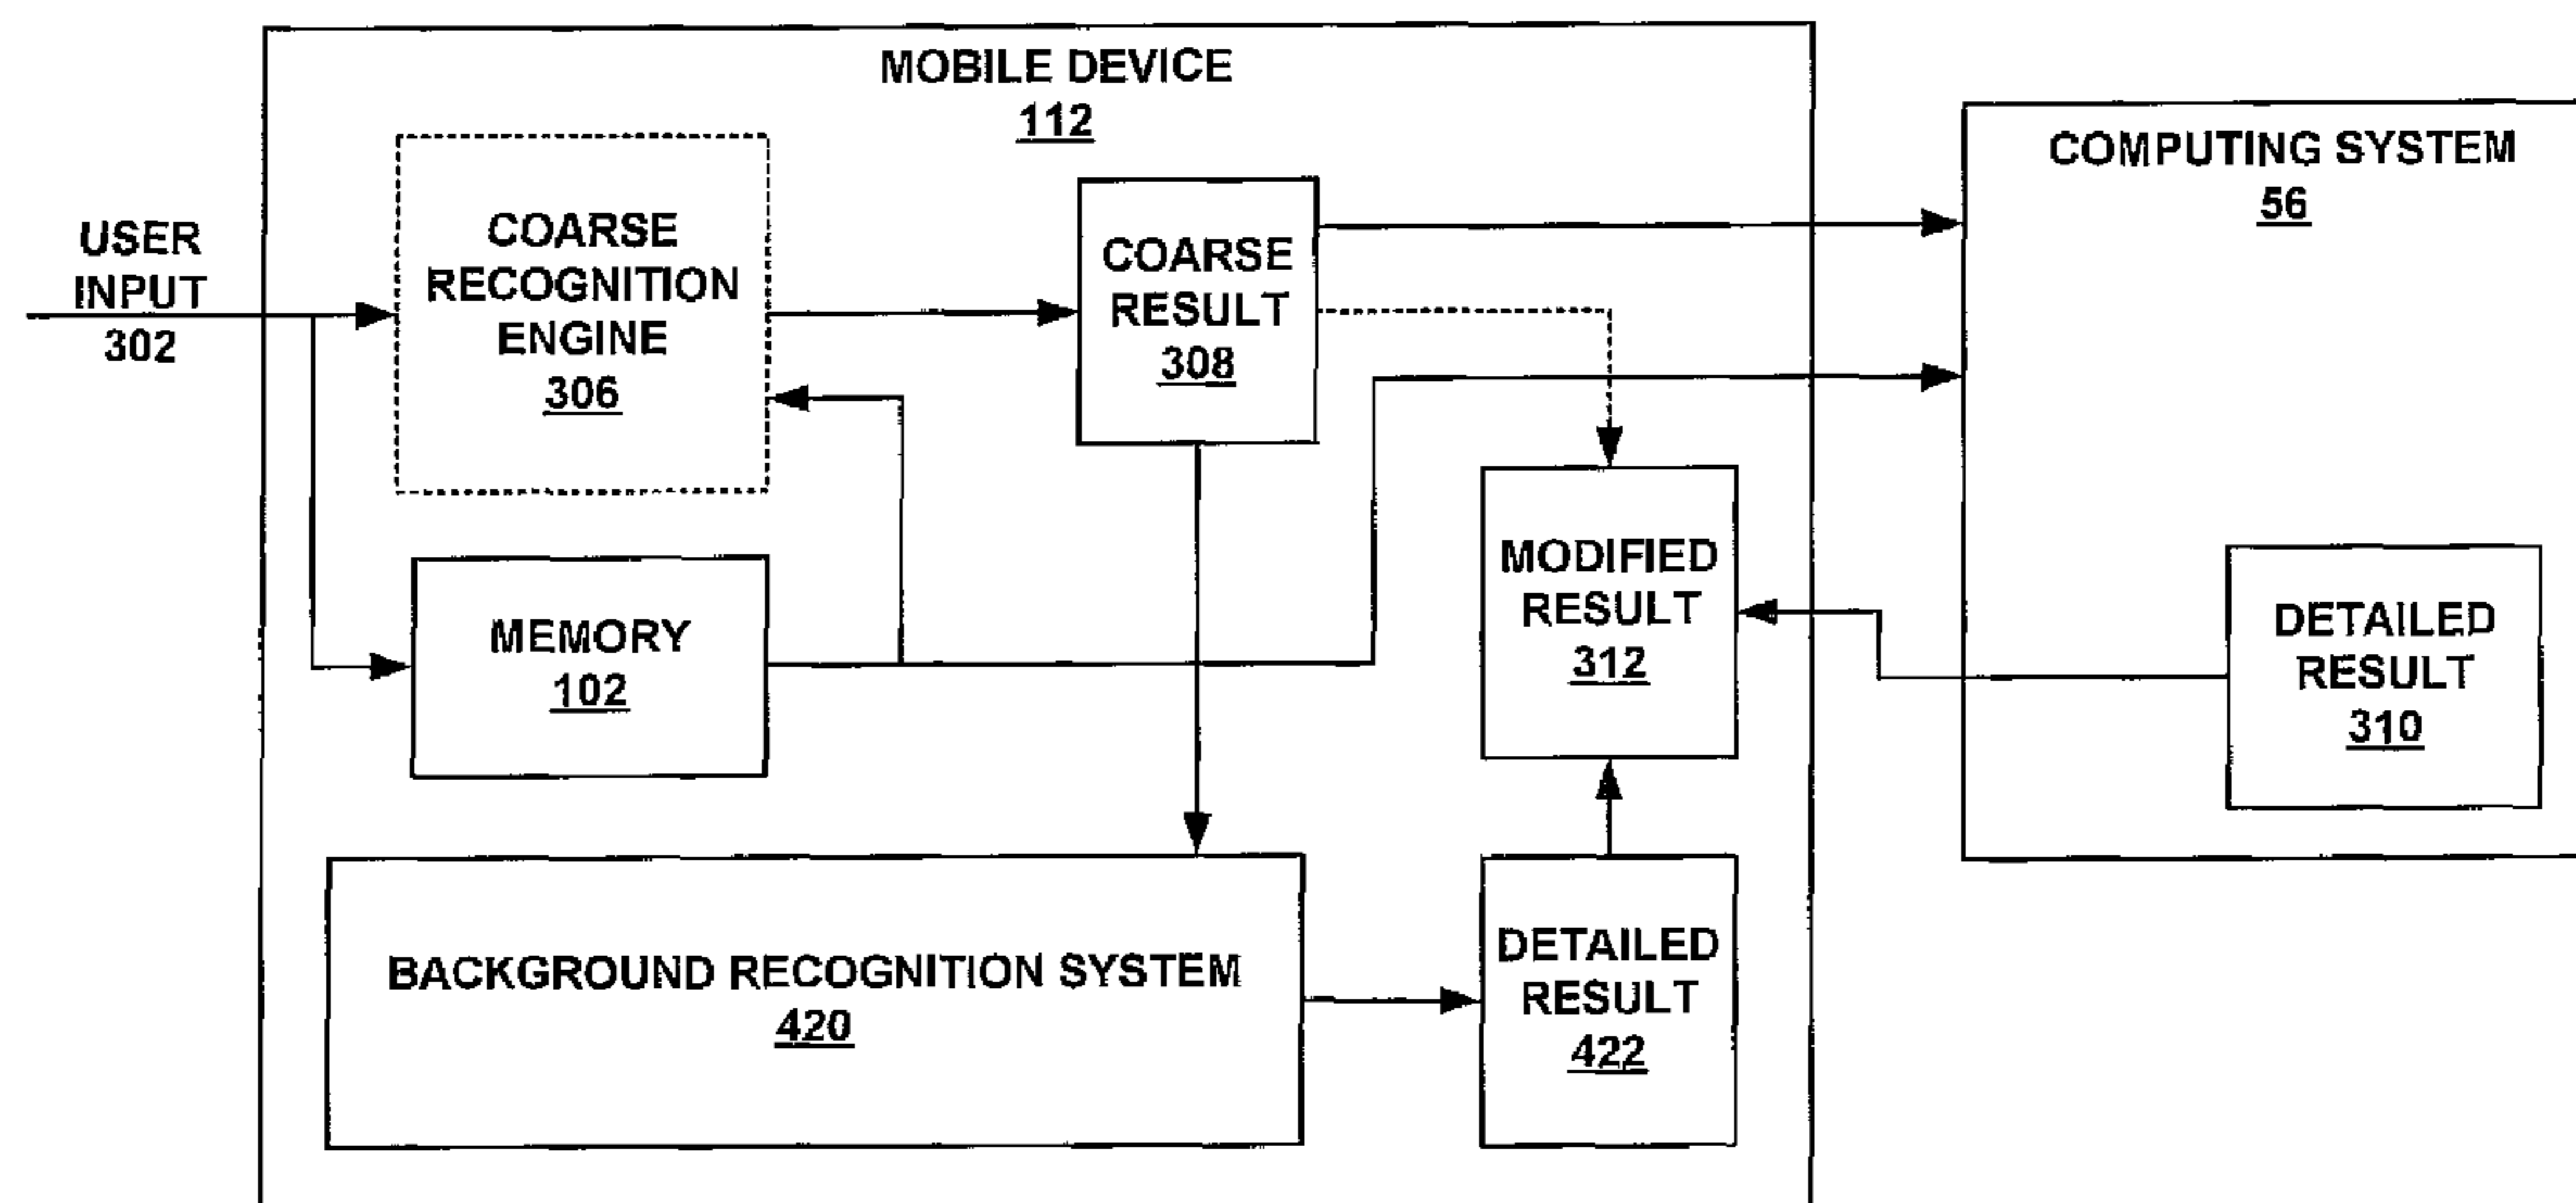 MOBILE DEVICE
112
USER
INPUT
302
COARSE
RECOGNITION
ENGINE
306
COARSE
RESULT
308
COMPUTING SYSTEM
56
MEMORY
102
MODIFIED
RESULT
312
DETAILED
RESULT
310
BACKGROUND RECOGNITION SYSTEM
420
DETAILED
RESULT
422